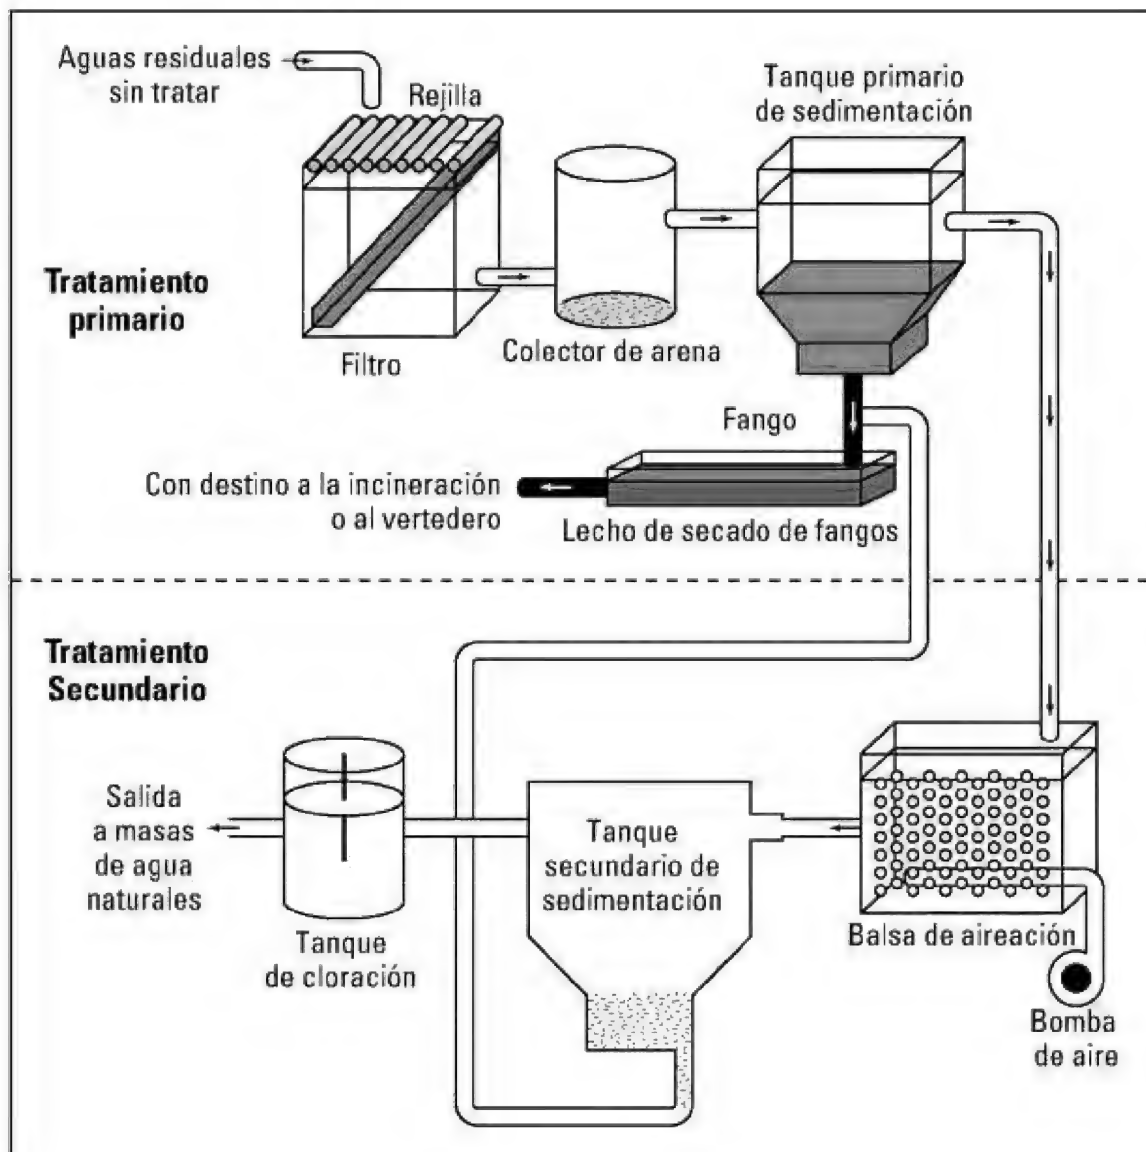 Aguas residuales
sin tratar
Rejilla
Tanque primario
de sedimentación
Tratamiento
primario
Filtro
Colector de arena
Fango
Con destino a la incineración
o al vertedero
Lecho de secado de fangos
Tratamiento
Secundario
Salida
a masas
de agua
naturales
Tanque
de cloración
Tanque
secundario de
sedimentación
Balsa de aireación
Bomba
de aire